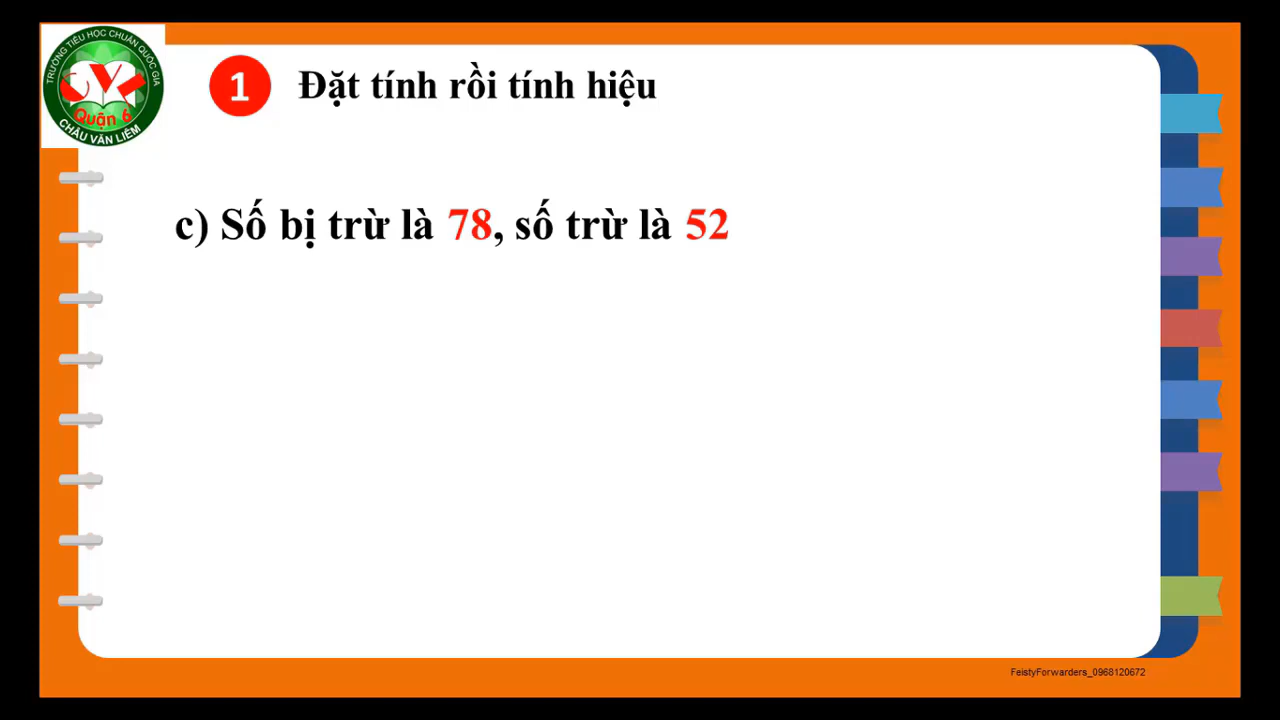 TRƯỜNG TIỂU HỌC CHUẨN QUỐC GIA
Quận 6
CHÂU VĂN LIÊM
1 Đặt tính rồi tính hiệu
c) Số bị trừ là 78, số trừ là 52
FeistyForwarders_0968120672